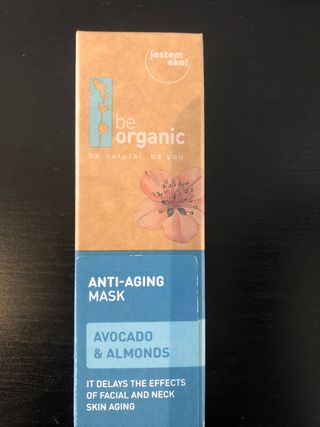 jestem
eko!
be
organic
be natural. be you
ANTI-AGING
MASK
AVOCADO
& ALMONDS
IT DELAYS THE EFFECTS
OF FACIAL AND NECK
SKIN AGING